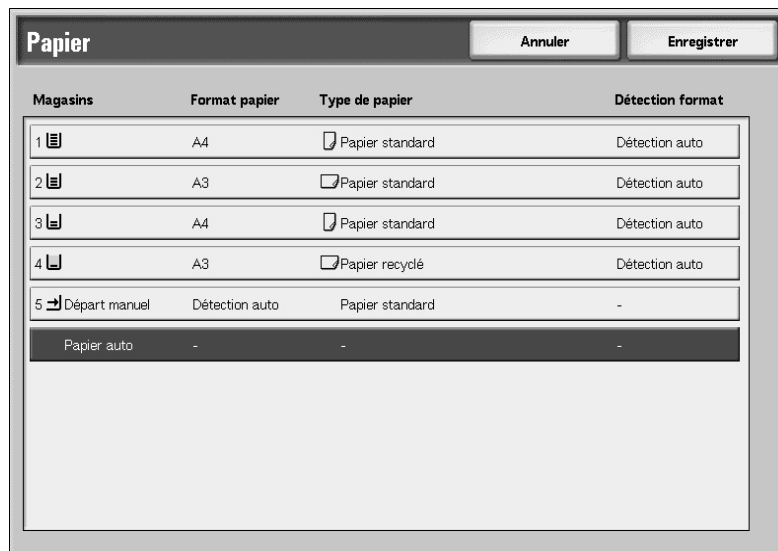 Papier Annuler Enregistrer
Magasins Format papier Type de papier Détection format
1 A4 Papier standard Détection auto
2 A3 Papier standard Détection auto
3 A4 Papier standard Détection auto
4 A3 Papier recyclé Détection auto
5 Départ manuel Détection auto Papier standard -
Papier auto - - -